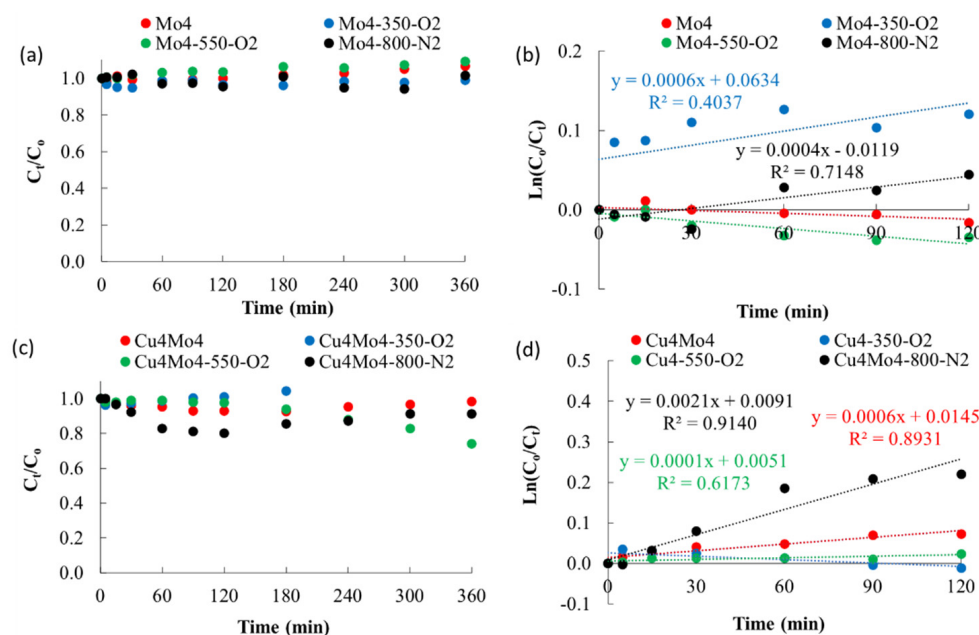 (a)
Mo4
Mo4-350-O2
Mo4-550-O2
Mo4-800-N2
1.0
0.8
0.6
0.4
0.2
0.0
Ct/Co
0 60 120 180 240 300 360
Time (min)
(b)
Mo4
Mo4-350-O2
Mo4-550-O2
Mo4-800-N2
0.2
0.1
0.0
-0.1
Ln(Co/Ct)
y = 0.0006x + 0.0634
R² = 0.4037
y = 0.0004x - 0.0119
R² = 0.7148
0 30 60 90 120
Time (min)
(c)
Cu4Mo4
Cu4Mo4-350-O2
Cu4Mo4-550-O2
Cu4Mo4-800-N2
1.0
0.8
0.6
0.4
0.2
0.0
Ct/Co
0 60 120 180 240 300 360
Time (min)
(d)
Cu4Mo4
Cu4-350-O2
Cu4-550-O2
Cu4Mo4-800-N2
0.5
0.4
0.3
0.2
0.1
0.0
-0.1
Ln(Co/Ct)
y = 0.0021x + 0.0091
R² = 0.9140
y = 0.0006x + 0.0145
R² = 0.8931
y = 0.0001x + 0.0051
R² = 0.6173
0 30 60 90 120
Time (min)